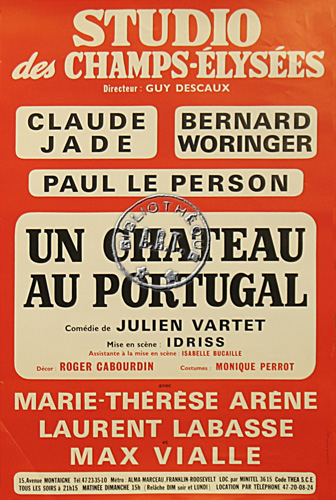 STUDIO
des CHAMPS-ÉLYSÉES
Directeur : GUY DESCAUX
CLAUDE
JADE
BERNARD
WORINGER
PAUL LE PERSON
UN CHATEAU
AU PORTUGAL
BIBLIOTHÈQUE
Comédie de JULIEN VARTET
Mise en scène : IDRISS
Assistante à la mise en scène : ISABELLE BUCAILLE
Décor : ROGER CABOURDIN Costumes : MONIQUE PERROT
avec
MARIE-THÉRÈSE ARÈNE
LAURENT LABASSE
et
MAX VIALLE
15, Avenue MONTAIGNE Tel. 47 23 35 10 Métro : ALMA MARCEAU, FRANKLIN-ROOSEVELT LOC par MINITEL 3615 Code THEA S.C.E.
TOUS LES SOIRS à 21h15 MATINÉE DIMANCHE 15h (Relâche DIM soir et LUNDI) LOCATION PAR TÉLÉPHONE 47-20-08-24